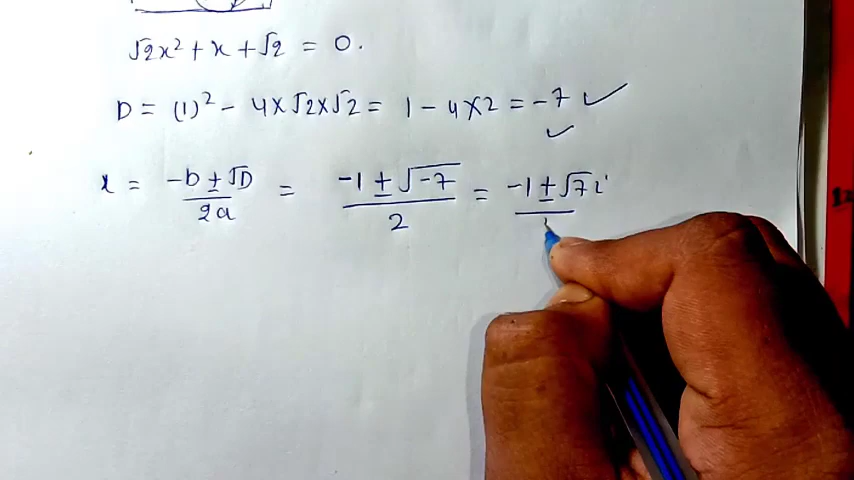 √2x² + x + √2 = 0.
D = (1)² - 4×√2×√2 = 1 - 4×2 = -7 ✓
✓
x = (-b ± √D)/2a = (-1 ± √-7)/2 = (-1 ± √7 i)/